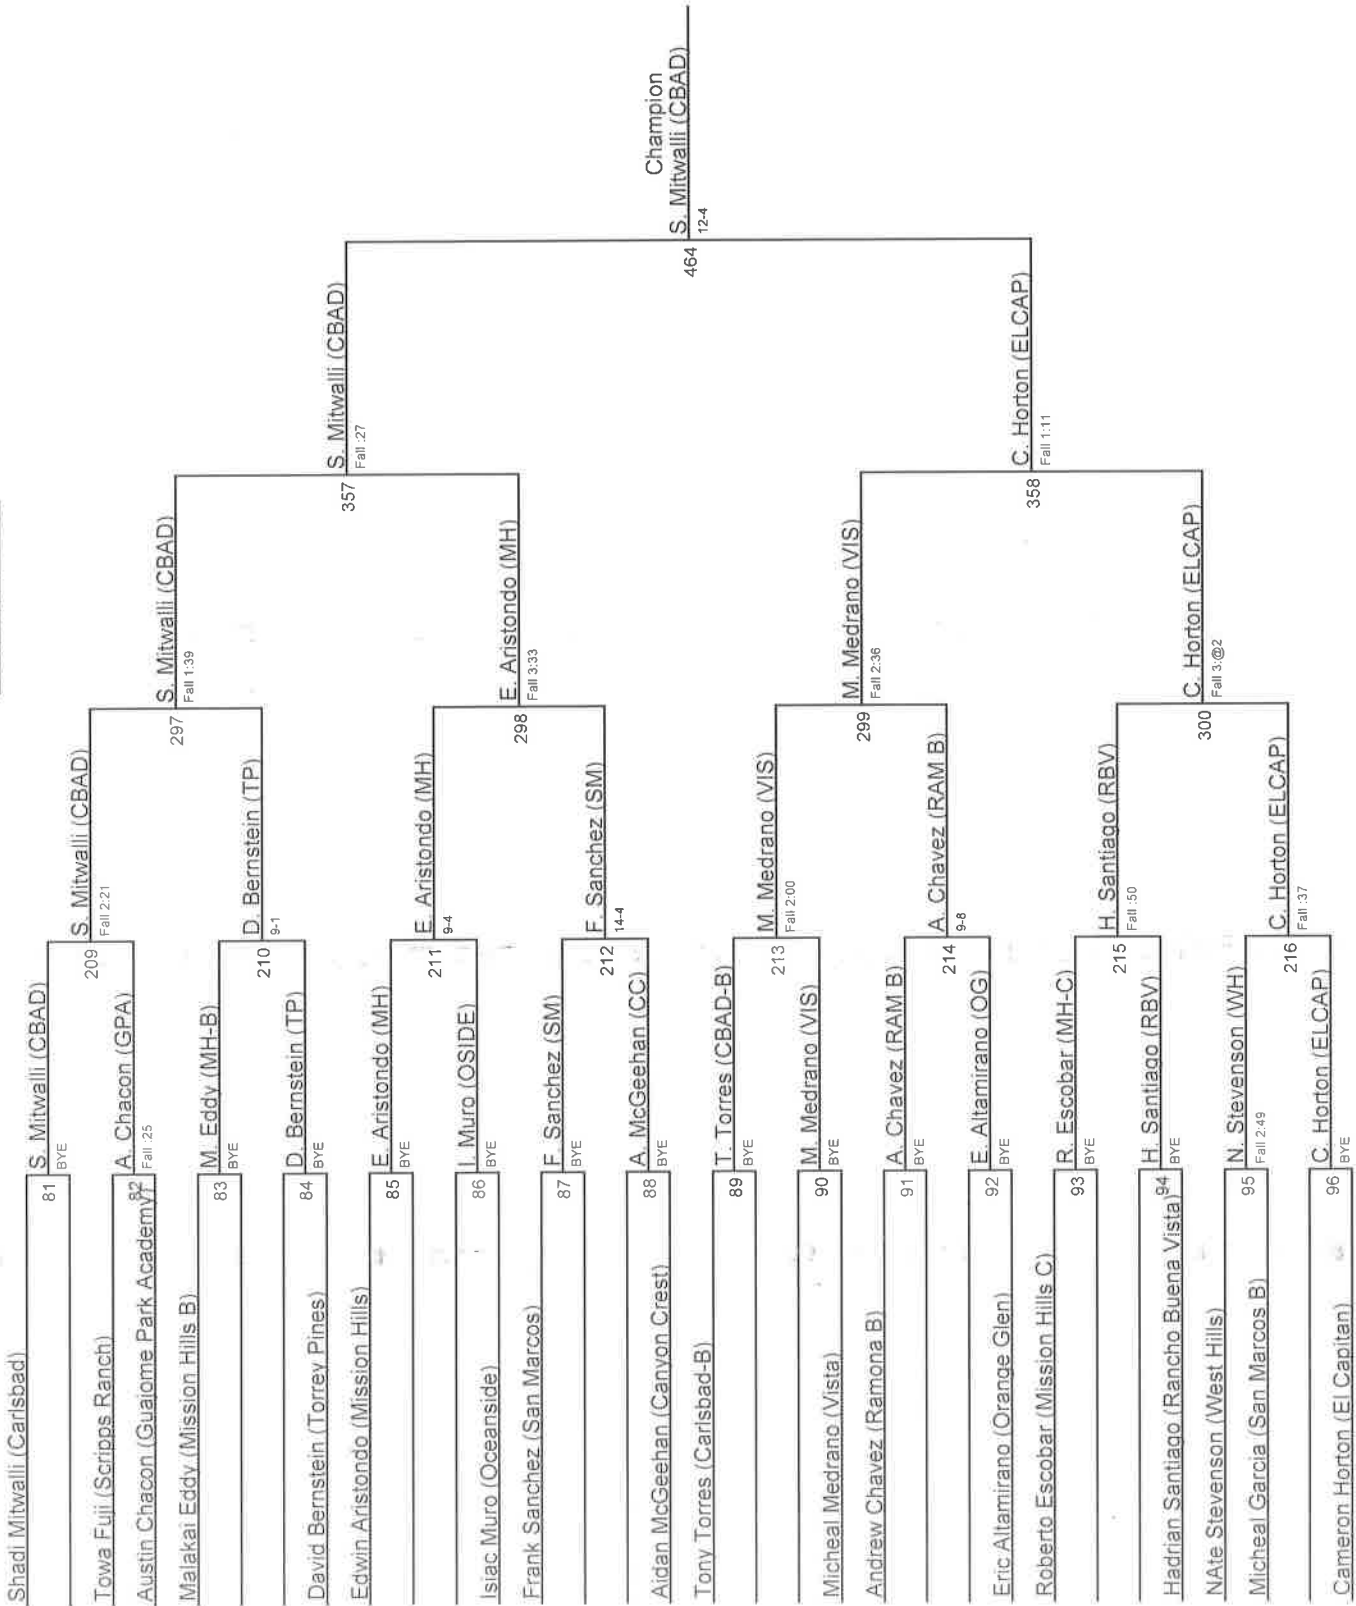 Shadi Mitwalli (Carlsbad)
81
S. Mitwalli (CBAD)
BYE
Towa Fuji (Scripps Ranch)
82
A. Chacon (GPA)
Fall :25
Austin Chacon (Guajome Park Academy)
Malakai Eddy (Mission Hills B)
83
M. Eddy (MH-B)
BYE
84
D. Bernstein (TP)
BYE
David Bernstein (Torrey Pines)
Edwin Aristondo (Mission Hills)
85
E. Aristondo (MH)
BYE
86
I. Muro (OSIDE)
BYE
Isiac Muro (Oceanside)
Frank Sanchez (San Marcos)
87
F. Sanchez (SM)
BYE
88
A. McGeehan (CC)
BYE
Aidan McGeehan (Canyon Crest)
Tony Torres (Carlsbad-B)
89
T. Torres (CBAD-B)
BYE
90
M. Medrano (VIS)
BYE
Micheal Medrano (Vista)
Andrew Chavez (Ramona B)
91
A. Chavez (RAM B)
BYE
92
E. Altamirano (OG)
BYE
Eric Altamirano (Orange Glen)
Roberto Escobar (Mission Hills C)
93
R. Escobar (MH-C)
BYE
94
H. Santiago (RBV)
BYE
Hadrian Santiago (Rancho Buena Vista)
NAte Stevenson (West Hills)
95
N. Stevenson (WH)
Fall 2:49
Micheal Garcia (San Marcos B)
96
C. Horton (ELCAP)
BYE
Cameron Horton (El Capitan)
209
S. Mitwalli (CBAD)
Fall 2:21
210
D. Bernstein (TP)
9-1
211
E. Aristondo (MH)
9-4
212
F. Sanchez (SM)
14-4
213
M. Medrano (VIS)
Fall 2:00
214
A. Chavez (RAM B)
9-8
215
H. Santiago (RBV)
Fall :50
216
C. Horton (ELCAP)
Fall :37
297
S. Mitwalli (CBAD)
Fall 1:39
298
E. Aristondo (MH)
Fall 3:33
299
M. Medrano (VIS)
Fall 2:36
300
C. Horton (ELCAP)
Fall 3:@2
357
S. Mitwalli (CBAD)
Fall :27
358
C. Horton (ELCAP)
Fall 1:11
464
Champion
S. Mitwalli (CBAD)
12-4